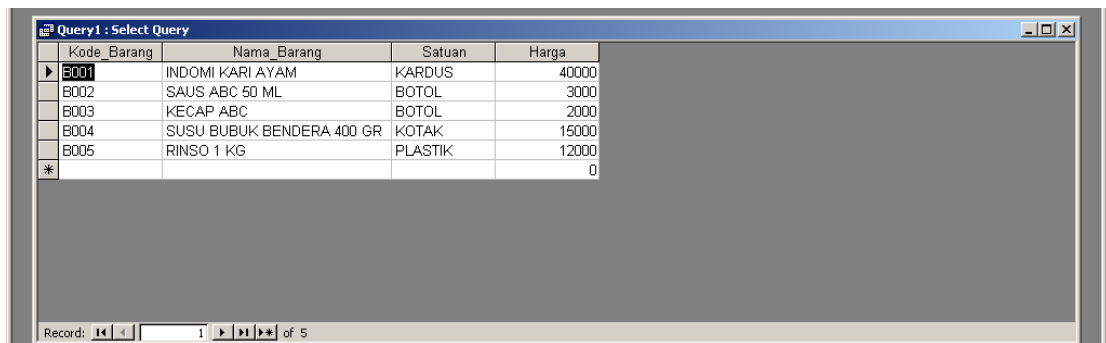 Query1 : Select Query
Kode_Barang Nama_Barang Satuan Harga
B001 INDOMI KARI AYAM KARDUS 40000
B002 SAUS ABC 50 ML BOTOL 3000
B003 KECAP ABC BOTOL 2000
B004 SUSU BUBUK BENDERA 400 GR KOTAK 15000
B005 RINSO 1 KG PLASTIK 12000
* 0
Record: 1 of 5